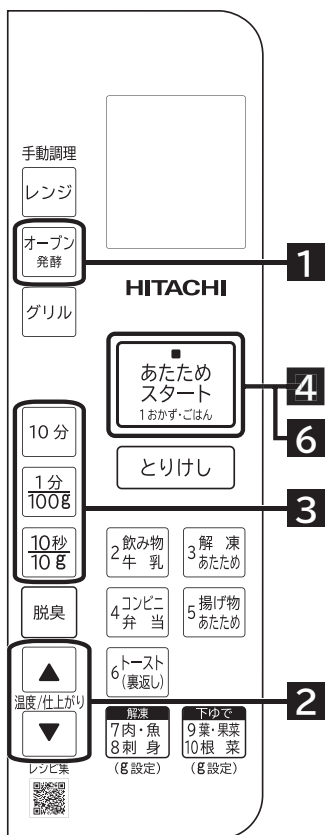 手動調理
レンジ
オーブン
発酵
1
グリル
HITACHI
あたため
スタート
1おかず・ごはん
4
6
10分
1分
100g
10秒
10g
3
とりけし
2飲み物
牛乳
3解凍
あたため
脱臭
4コンビニ
弁当
5揚げ物
あたため
▲
温度/仕上がり
▼
2
6トースト
(裏返し)
解凍
7肉・魚
8刺身
(g設定)
下ゆで
9葉・果菜
10根菜
(g設定)
レシピ集